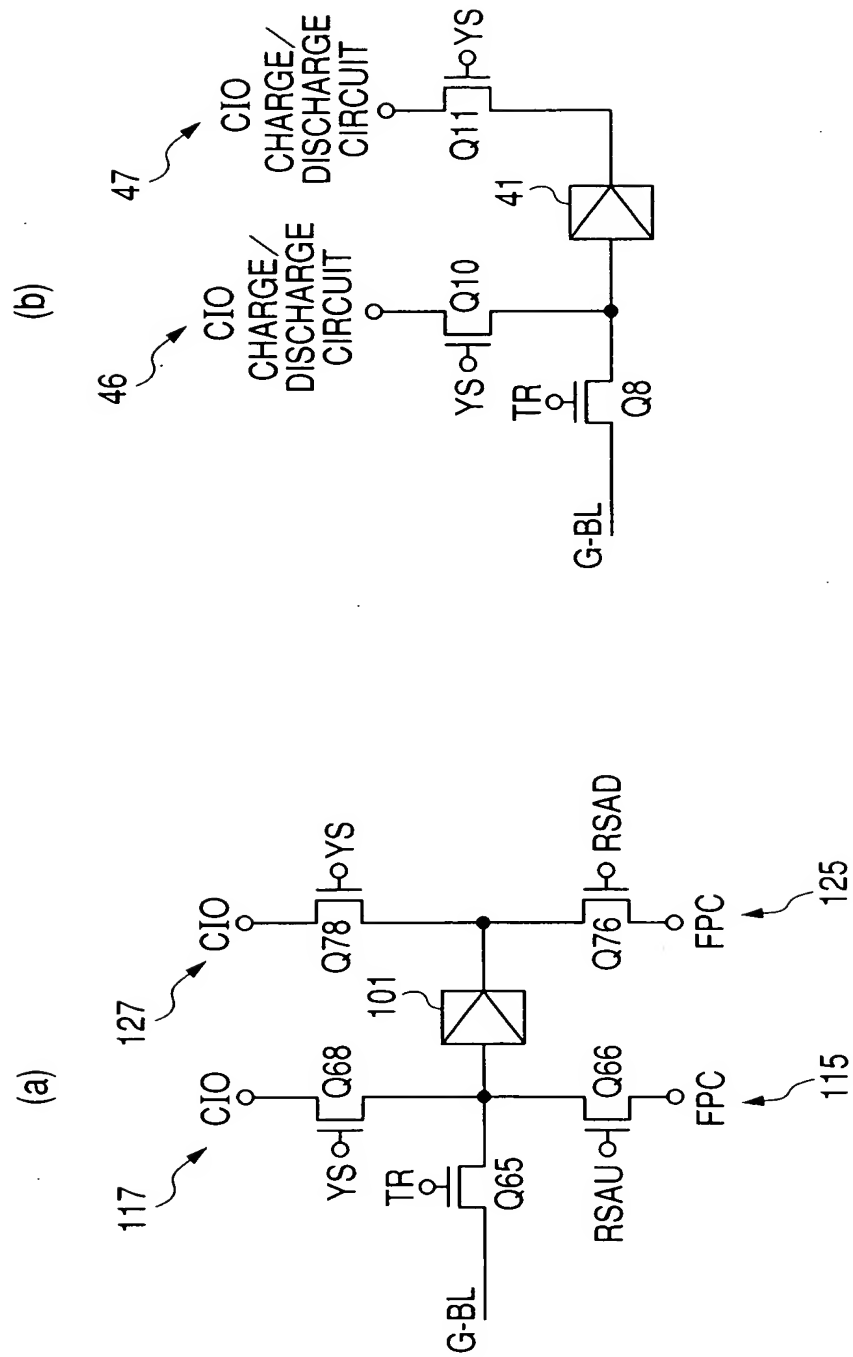 (a)
117
CIO
127
CIO
YS
Q68
Q78
YS
101
TR
G-BL
Q65
RSAU
Q66
Q76
RSAD
FPC
115
FPC
125
(b)
46
CIO
CHARGE/
DISCHARGE
CIRCUIT
47
CIO
CHARGE/
DISCHARGE
CIRCUIT
YS
Q10
Q11
YS
41
TR
G-BL
Q8